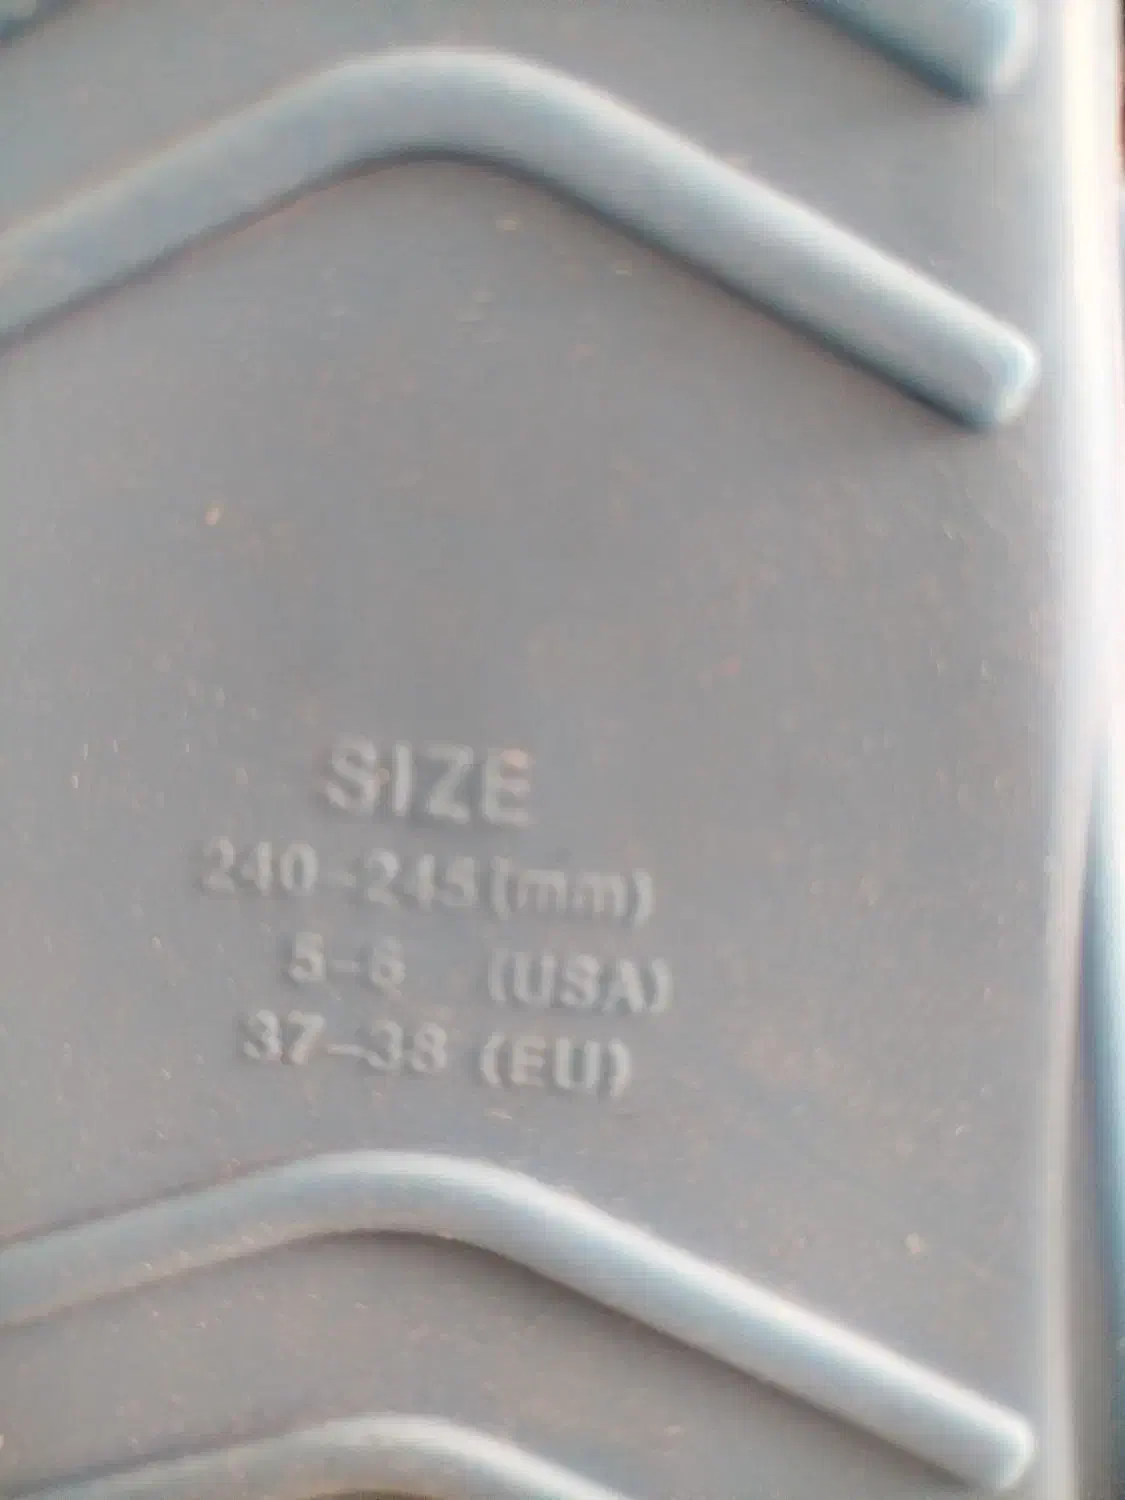 SIZE
240-245(mm)
5-6 (USA)
37-38 (EU)